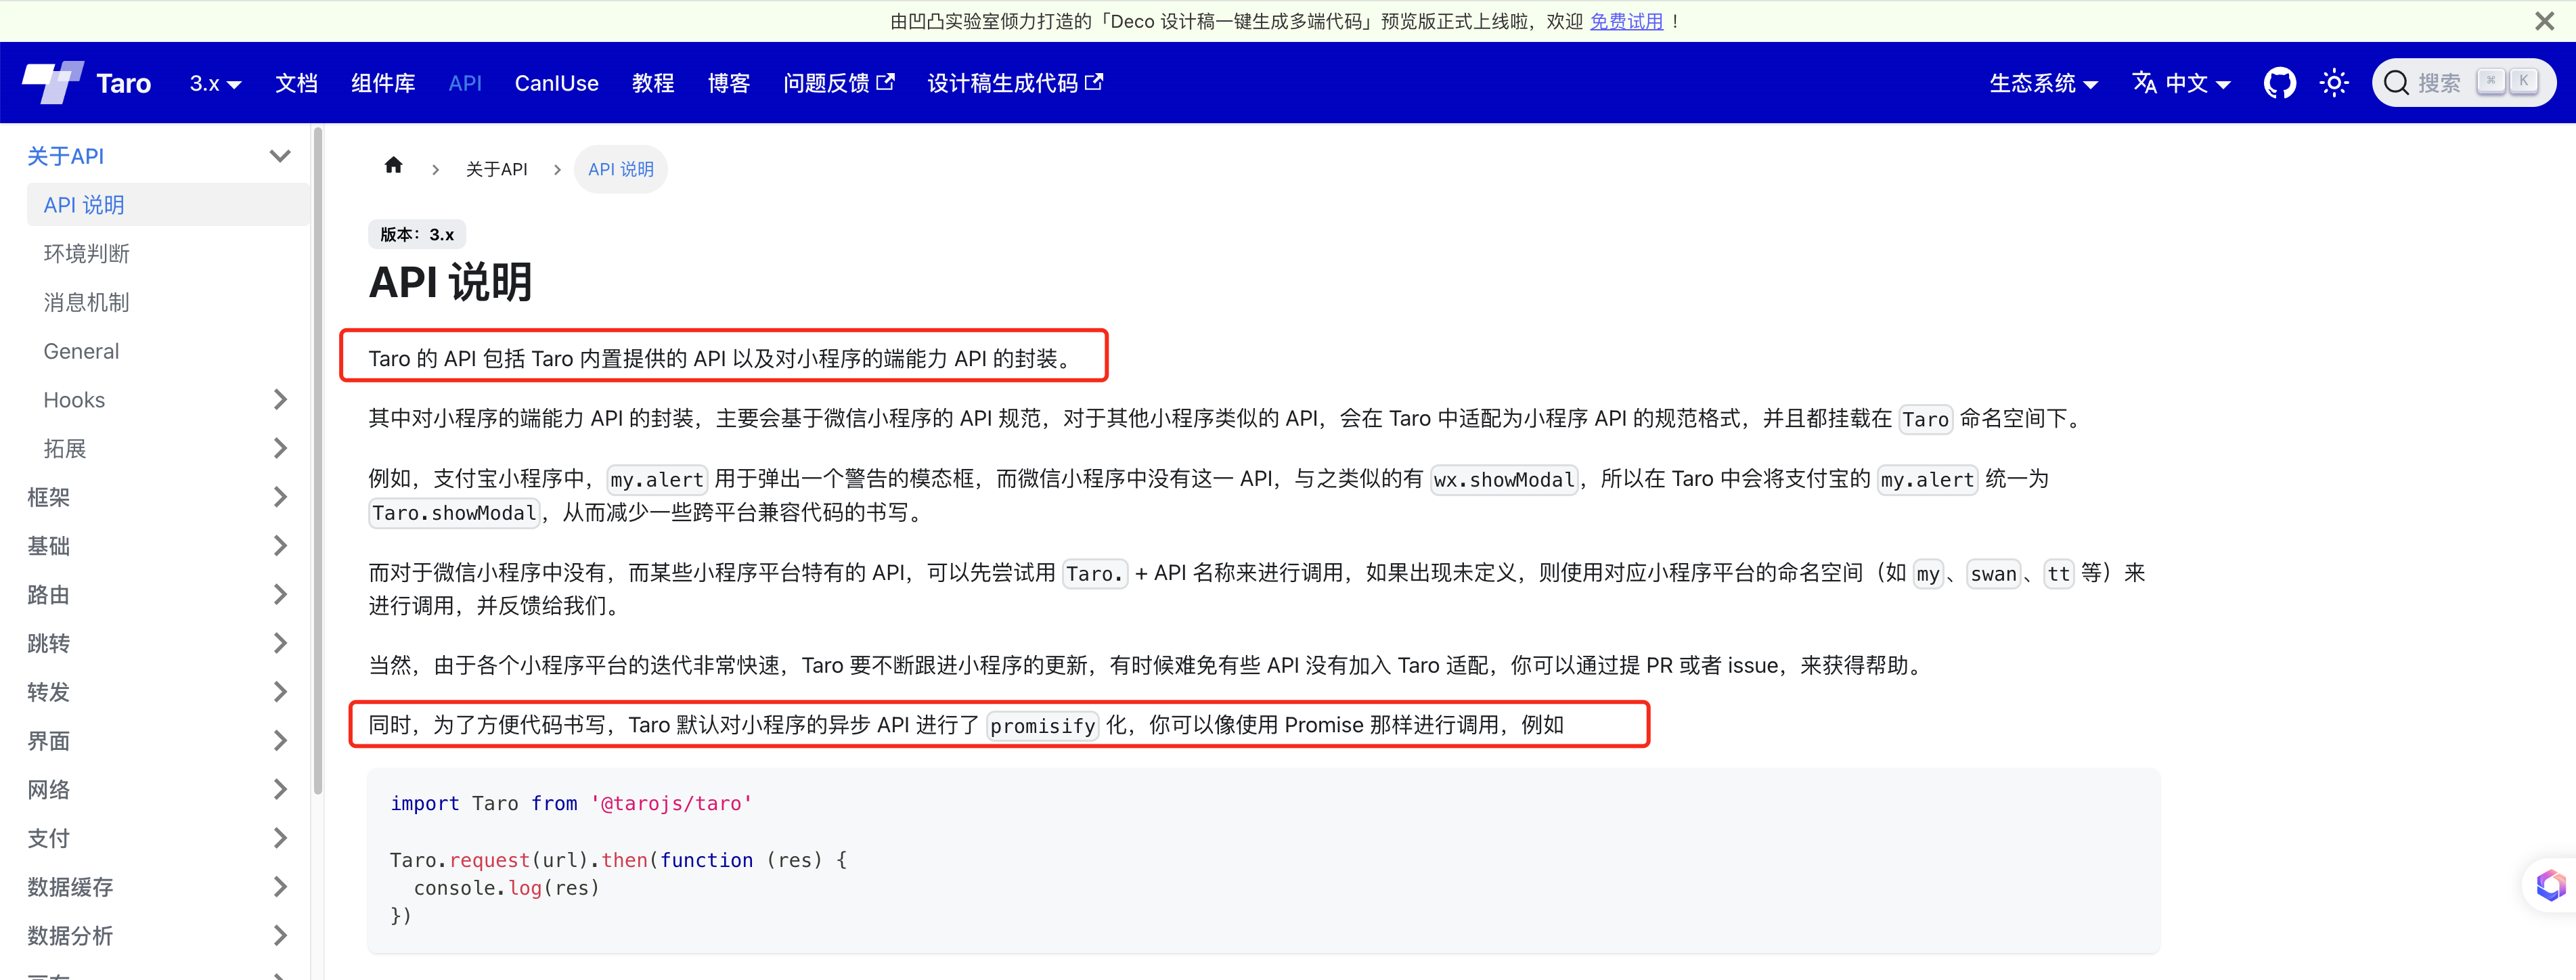 由凹凸实验室倾力打造的「Deco 设计稿一键生成多端代码」预览版正式上线啦，欢迎 免费试用 ！
Taro 3.x 文档 组件库 API CanIUse 教程 博客 问题反馈 设计稿生成代码 生态系统 中文 搜索 ⌘ K
关于API
API 说明
环境判断
消息机制
General
Hooks
拓展
框架
基础
路由
跳转
转发
界面
网络
支付
数据缓存
数据分析
关于API API 说明
版本：3.x
API 说明
Taro 的 API 包括 Taro 内置提供的 API 以及对小程序的端能力 API 的封装。
其中对小程序的端能力 API 的封装，主要会基于微信小程序的 API 规范，对于其他小程序类似的 API，会在 Taro 中适配为小程序 API 的规范格式，并且都挂载在 Taro 命名空间下。
例如，支付宝小程序中，my.alert 用于弹出一个警告的模态框，而微信小程序中没有这一 API，与之类似的有 wx.showModal，所以在 Taro 中会将支付宝的 my.alert 统一为
Taro.showModal，从而减少一些跨平台兼容代码的书写。
而对于微信小程序中没有，而某些小程序平台特有的 API，可以先尝试用 Taro. + API 名称来进行调用，如果出现未定义，则使用对应小程序平台的命名空间（如 my、swan、tt 等）来
进行调用，并反馈给我们。
当然，由于各个小程序平台的迭代非常快速，Taro 要不断跟进小程序的更新，有时候难免有些 API 没有加入 Taro 适配，你可以通过提 PR 或者 issue，来获得帮助。
同时，为了方便代码书写，Taro 默认对小程序的异步 API 进行了 promisify 化，你可以像使用 Promise 那样进行调用，例如
import Taro from '@tarojs/taro'
Taro.request(url).then(function (res) {
console.log(res)
})